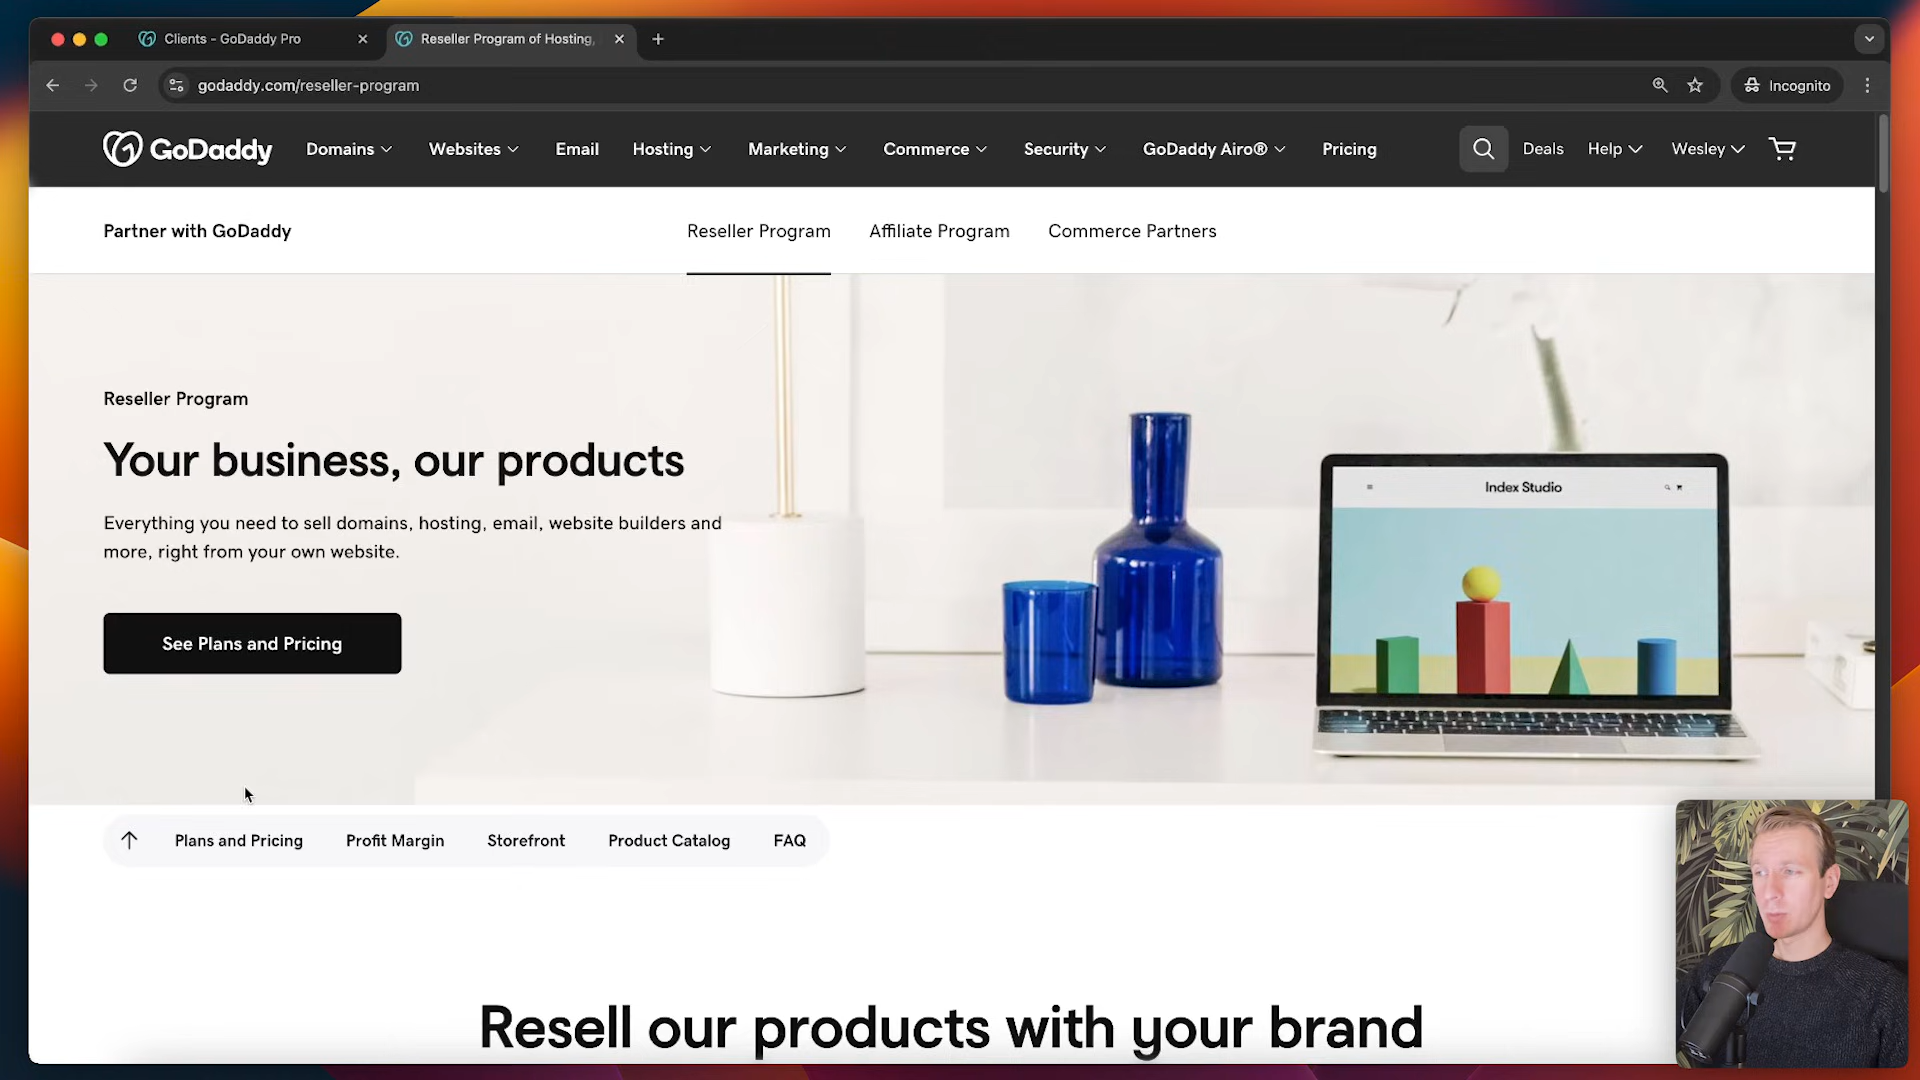 Clients - GoDaddy Pro
Reseller Program of Hosting,
godaddy.com/reseller-program
Incognito
GoDaddy
Domains
Websites
Email
Hosting
Marketing
Commerce
Security
GoDaddy Airo®
Pricing
Deals
Help
Wesley
Partner with GoDaddy
Reseller Program
Affiliate Program
Commerce Partners
Reseller Program
Your business, our products
Everything you need to sell domains, hosting, email, website builders and
more, right from your own website.
See Plans and Pricing
Index Studio
Plans and Pricing
Profit Margin
Storefront
Product Catalog
FAQ
Resell our products with your brand